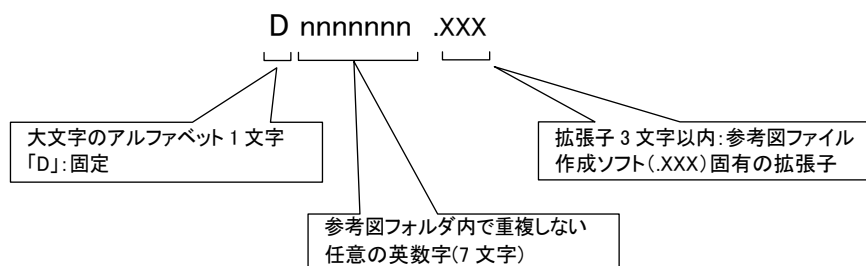 D nnnnnnn .XXX
大文字のアルファベット 1 文字
「D」:固定
拡張子 3 文字以内:参考図ファイル
作成ソフト(.XXX)固有の拡張子
参考図フォルダ内で重複しない
任意の英数字(7 文字)